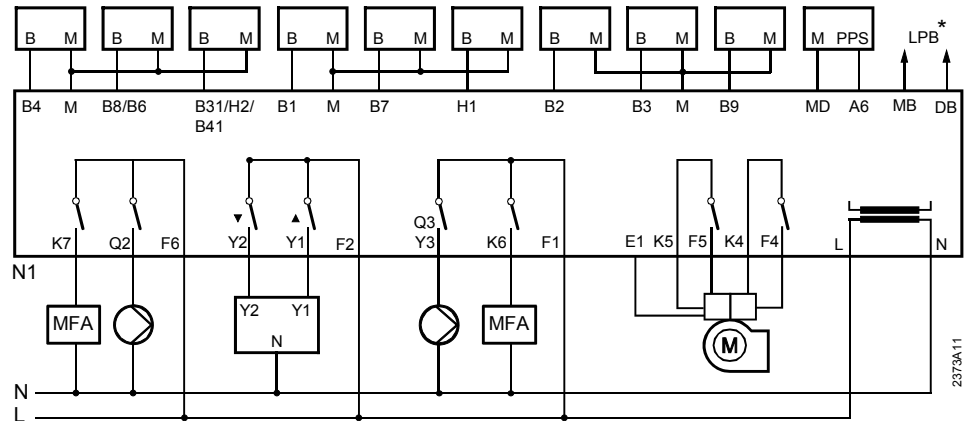 B M B M B M B M B M B M B M B M B M M PPS LPB*
B4 M B8/B6 B31/H2/ B1 M B7 H1 B2 B3 M B9 MD A6 MB DB
B41
Q3
K7 Q2 F6 Y2 Y1 F2 Y3 K6 F1 E1 K5 F5 K4 F4 L N
N1
MFA Y2 Y1 MFA
N
M
2373A11
N
L